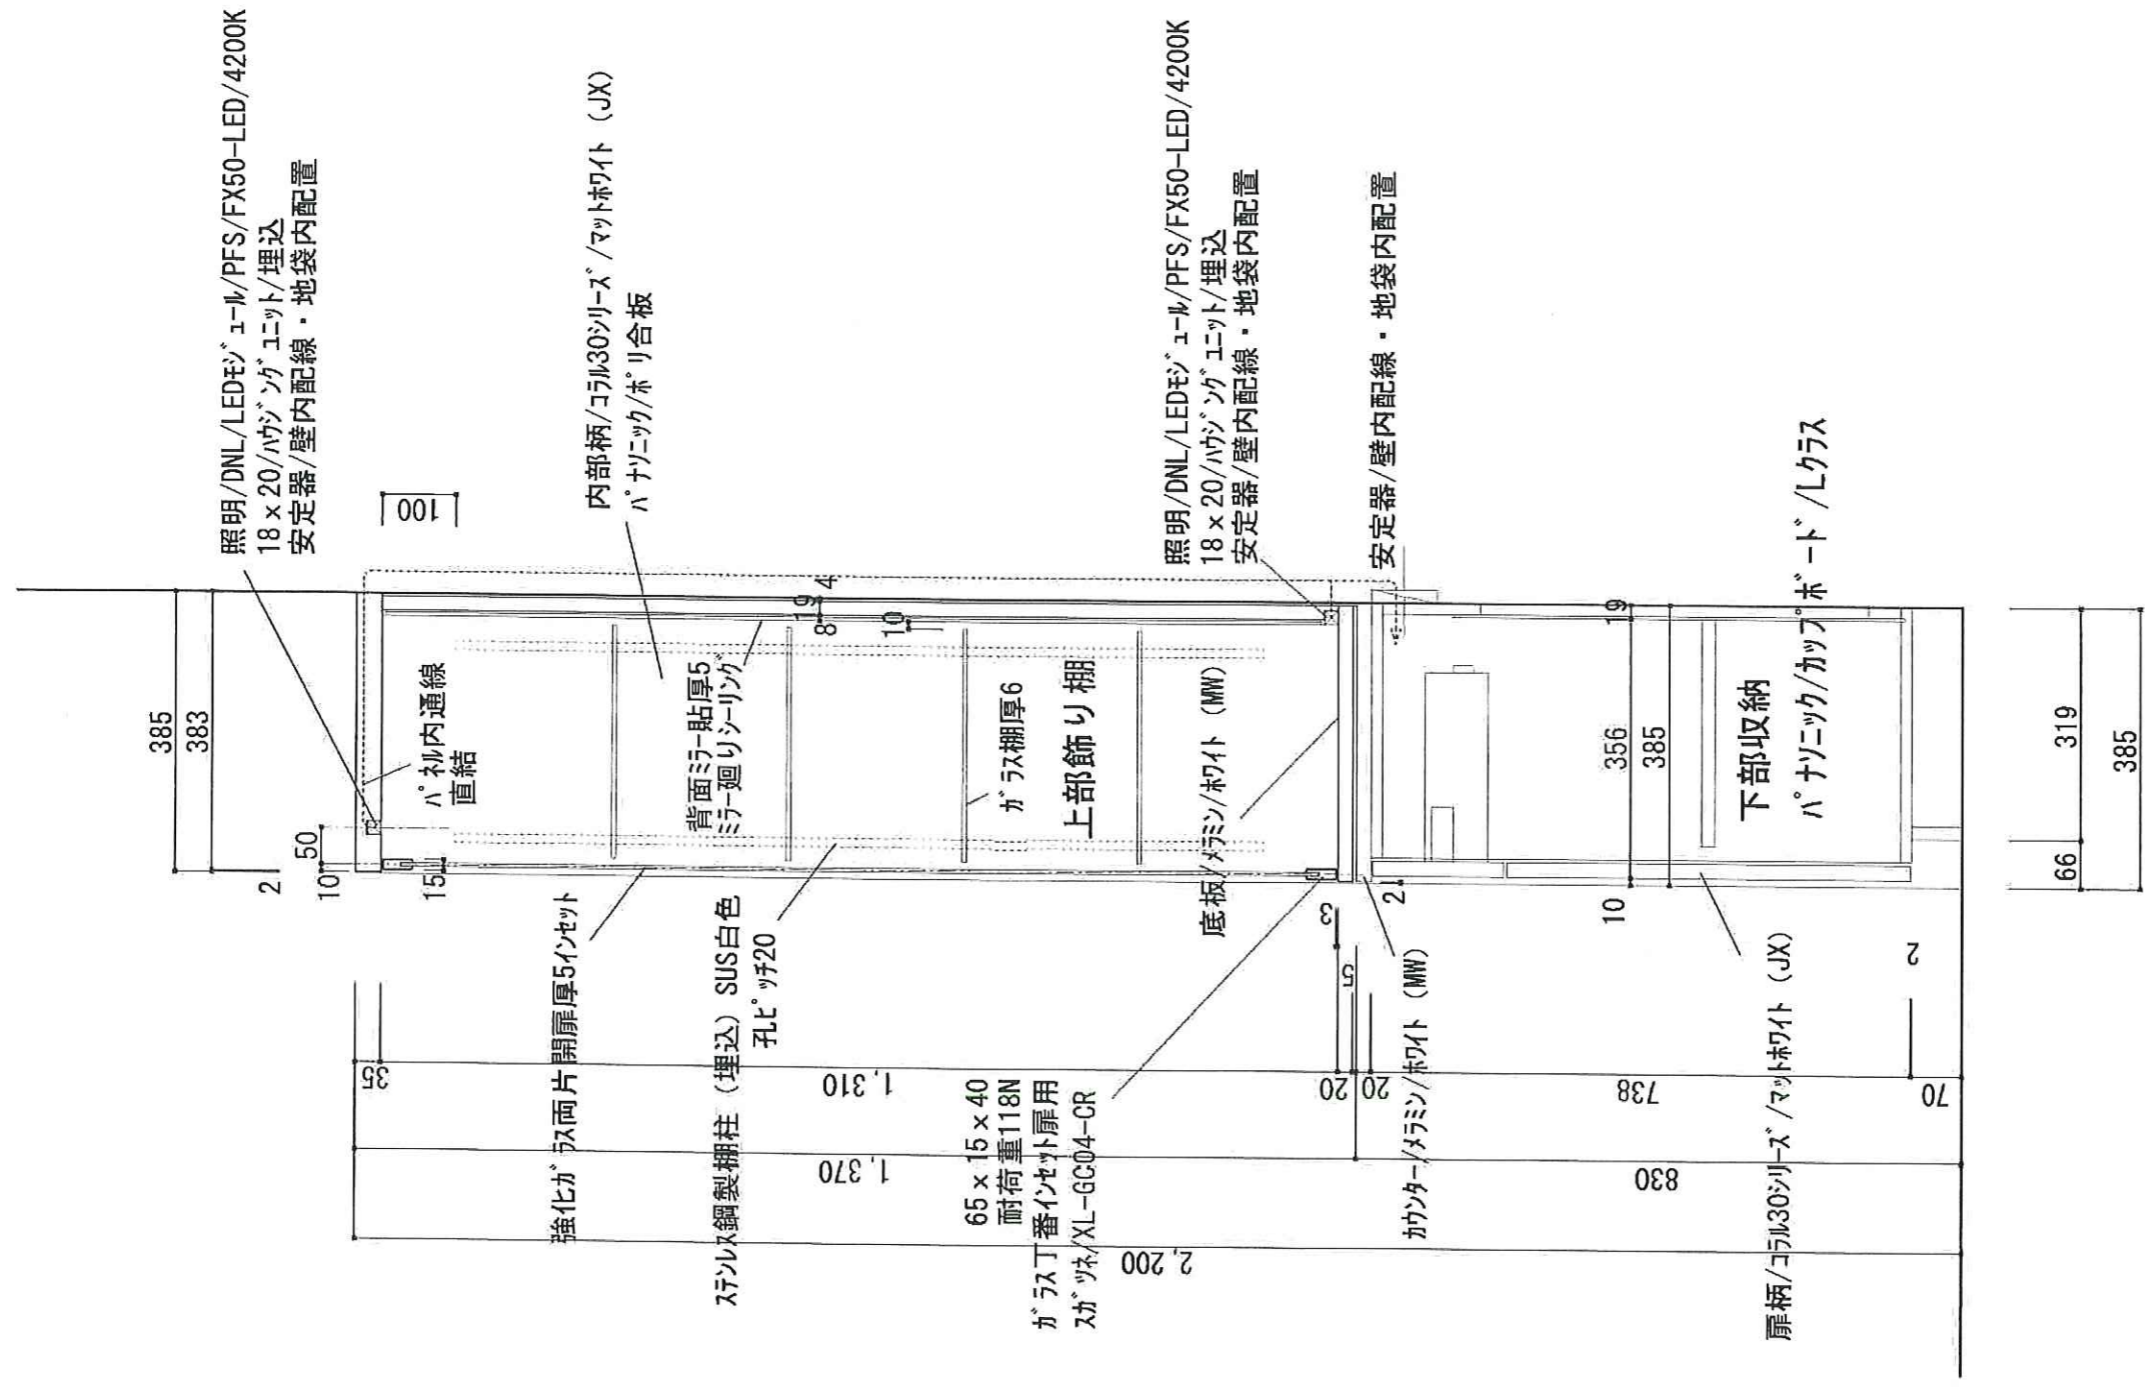 385
383
2
10
50
15
照明/DNL/LEDﾓｼﾞｭｰﾙ/PFS/FX50-LED/4200K
18×20/ﾊｳｼﾞﾝｸﾞﾕﾆｯﾄ/埋込
安定器/壁内配線・地袋内配置
100
ﾊﾟﾈﾙ内通線
直結
内部柄/ｺﾗﾙ30ｼﾘｰｽﾞ/ﾏｯﾄﾎﾜｲﾄ (JX)
ﾊﾟﾅｿﾆｯｸ/ﾎﾟﾘ合板
背面ﾐﾗｰ貼厚5
ﾐﾗｰ廻りｼｰﾘﾝｸﾞ
8
19
4
10
ｶﾞﾗｽ棚厚6
上部飾り棚
強化ｶﾞﾗｽ両片開扉厚5ｲﾝｾｯﾄ
ｽﾃﾝﾚｽ鋼製棚柱 (埋込) SUS白色
孔ﾋﾟｯﾁ20
65×15×40
耐荷重118N
ｶﾞﾗｽ丁番ｲﾝｾｯﾄ扉用
ｽｶﾞﾂﾈ/XL-GC04-CR
底板/ﾒﾗﾐﾝ/ﾎﾜｲﾄ (MW)
照明/DNL/LEDﾓｼﾞｭｰﾙ/PFS/FX50-LED/4200K
18×20/ﾊｳｼﾞﾝｸﾞﾕﾆｯﾄ/埋込
安定器/壁内配線・地袋内配置
安定器/壁内配線・地袋内配置
3
5
2
ｶｳﾝﾀｰ/ﾒﾗﾐﾝ/ﾎﾜｲﾄ (MW)
10
356
19
385
下部収納
ﾊﾟﾅｿﾆｯｸ/ｶｯﾌﾟﾎﾞｰﾄﾞ/Lｸﾗｽ
扉柄/ｺﾗﾙ30ｼﾘｰｽﾞ/ﾏｯﾄﾎﾜｲﾄ (JX)
2
35
1,310
20
20
738
70
1,370
830
2,200
66
319
385